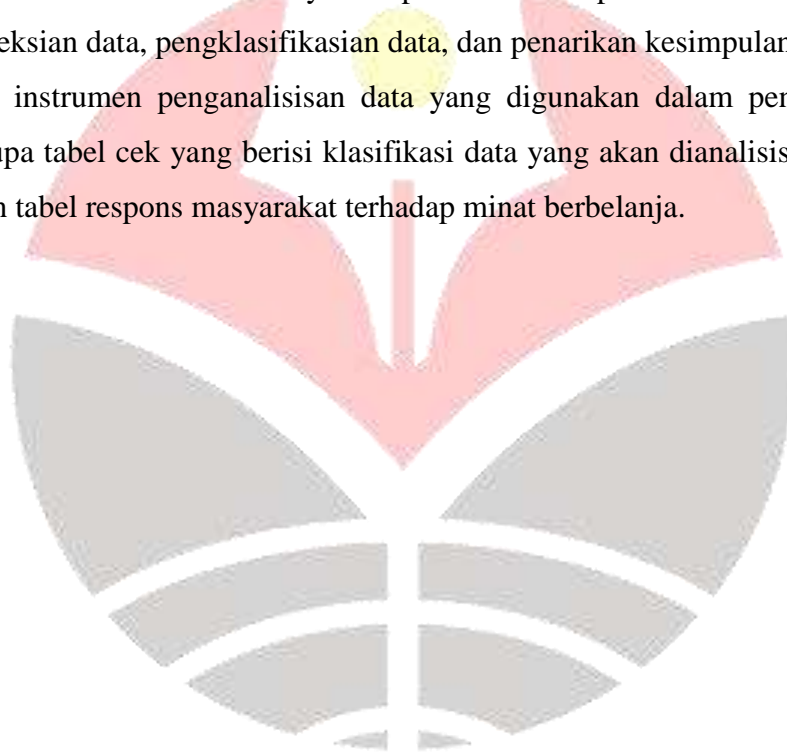 eksian data, pengklasifikasian data, dan penarikan kesimpulan
instrumen penganalisisan data yang digunakan dalam pen
upa tabel cek yang berisi klasifikasi data yang akan dianalisis
n tabel respons masyarakat terhadap minat berbelanja.